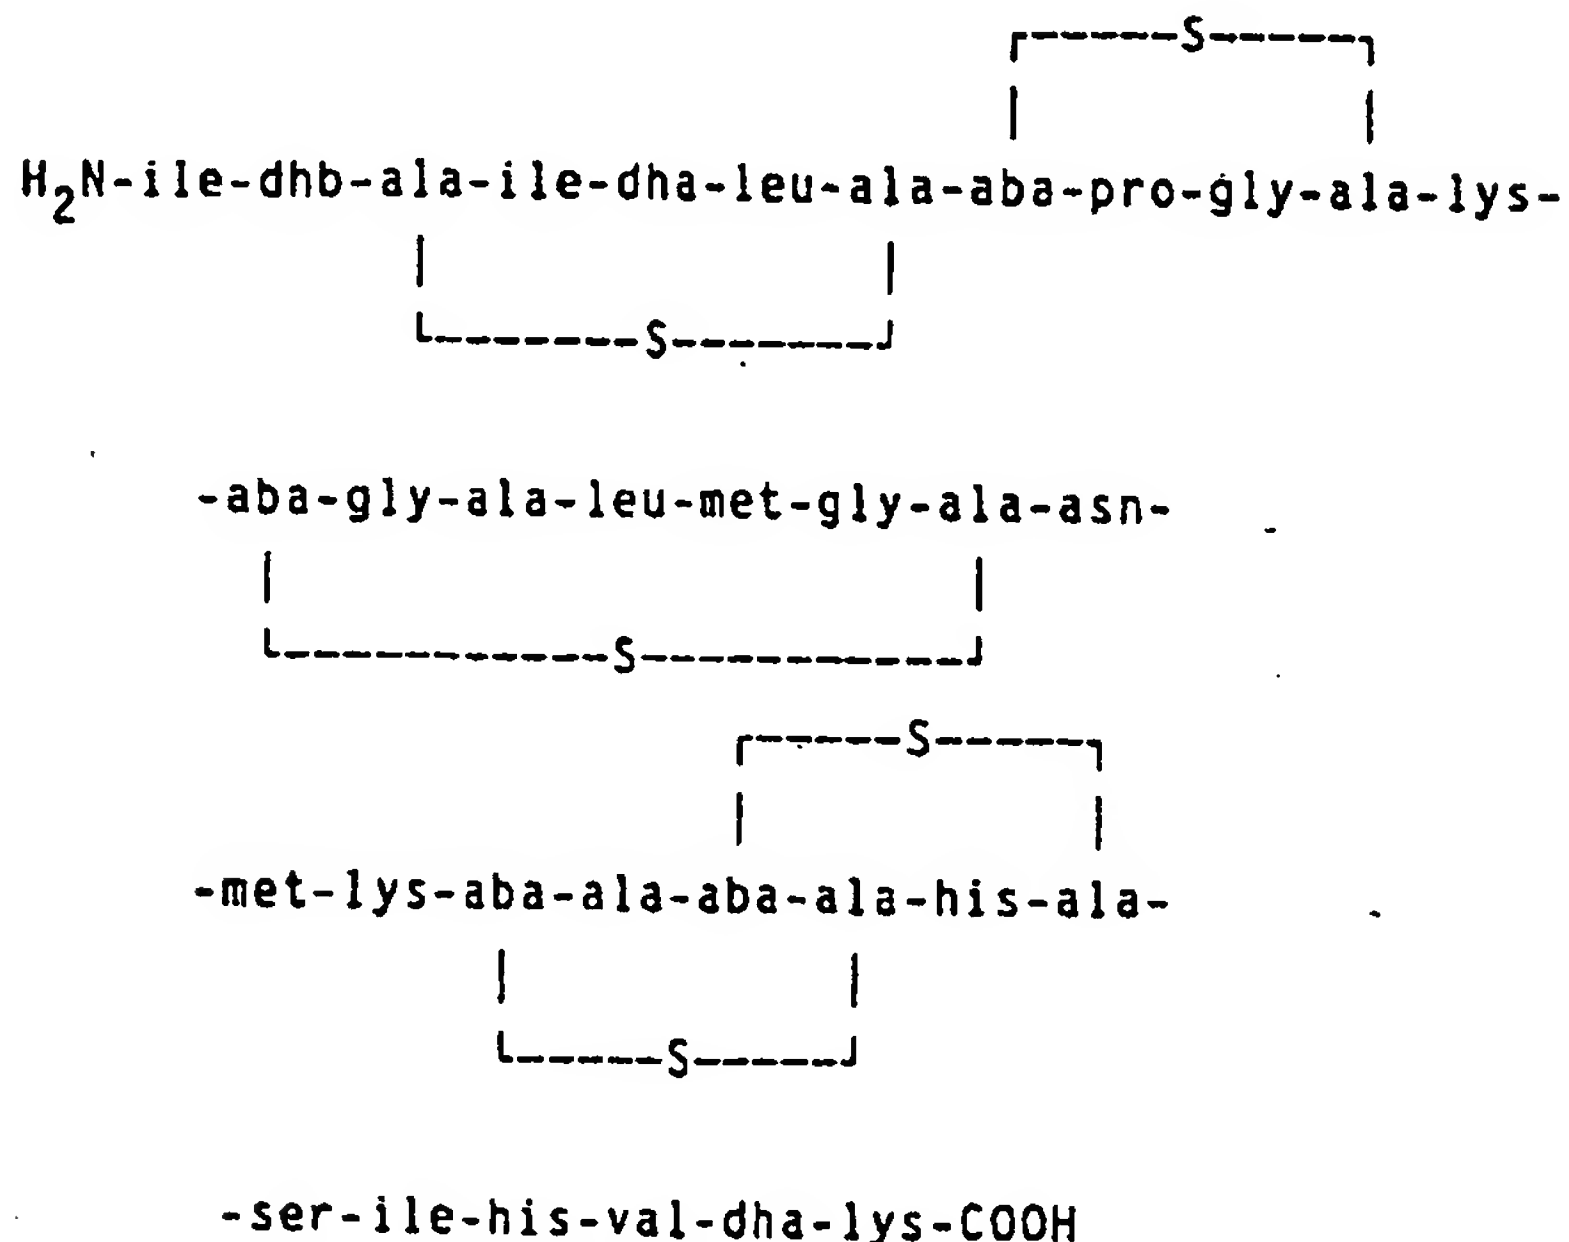 S
H₂N-ile-dhb-ala-ile-dha-leu-ala-aba-pro-gly-ala-lys-
S
-aba-gly-ala-leu-met-gly-ala-asn-
S
S
-met-lys-aba-ala-aba-ala-his-ala-
S
-ser-ile-his-val-dha-lys-COOH